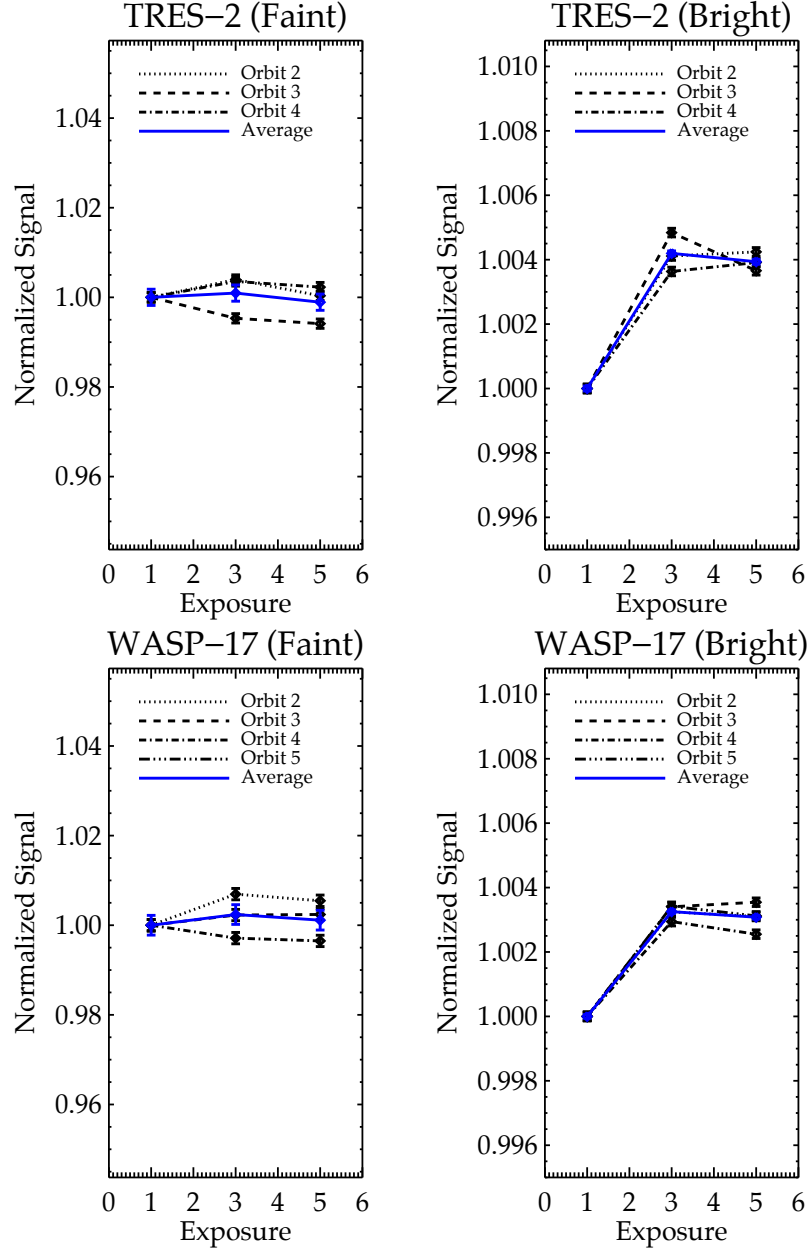 TRES−2 (Faint)
Orbit 2
Orbit 3
Orbit 4
Average
1.04
1.02
1.00
0.98
0.96
Normalized Signal
0 1 2 3 4 5 6
Exposure
TRES−2 (Bright)
Orbit 2
Orbit 3
Orbit 4
Average
1.010
1.008
1.006
1.004
1.002
1.000
0.998
0.996
Normalized Signal
0 1 2 3 4 5 6
Exposure
WASP−17 (Faint)
Orbit 2
Orbit 3
Orbit 4
Orbit 5
Average
1.04
1.02
1.00
0.98
0.96
Normalized Signal
0 1 2 3 4 5 6
Exposure
WASP−17 (Bright)
Orbit 2
Orbit 3
Orbit 4
Orbit 5
Average
1.010
1.008
1.006
1.004
1.002
1.000
0.998
0.996
Normalized Signal
0 1 2 3 4 5 6
Exposure